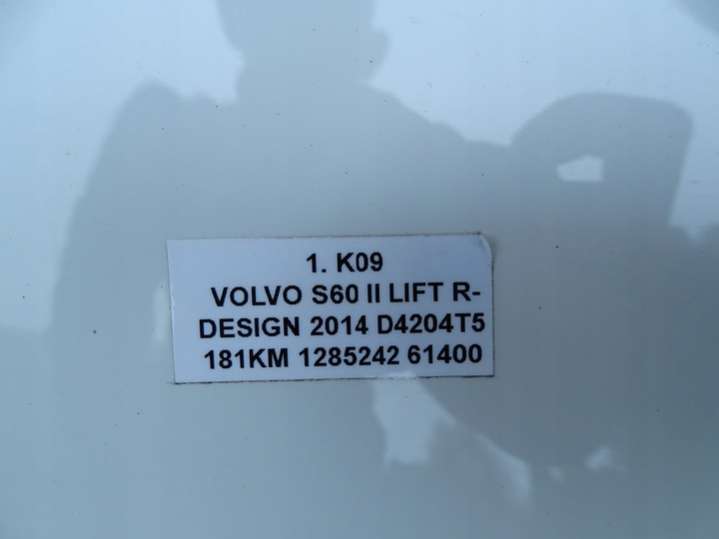 1. K09
VOLVO S60 II LIFT R-
DESIGN 2014 D4204T5
181KM 1285242 61400